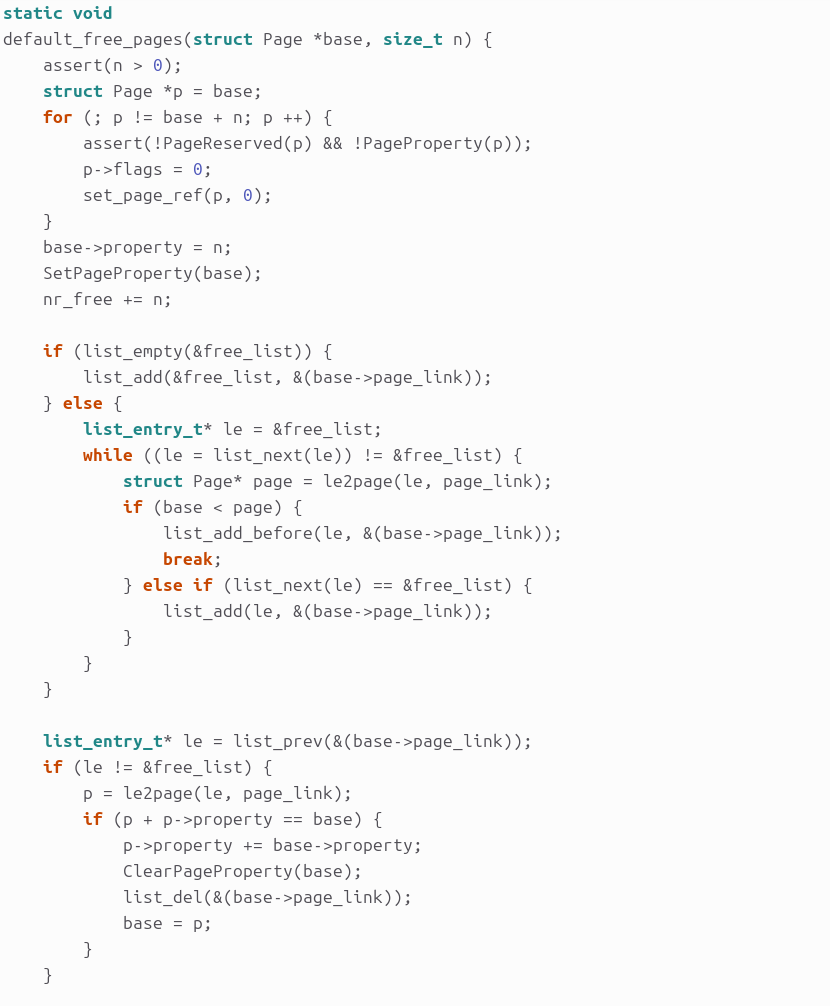 static void
default_free_pages(struct Page *base, size_t n) {
    assert(n > 0);
    struct Page *p = base;
    for (; p != base + n; p ++) {
        assert(!PageReserved(p) && !PageProperty(p));
        p->flags = 0;
        set_page_ref(p, 0);
    }
    base->property = n;
    SetPageProperty(base);
    nr_free += n;

    if (list_empty(&free_list)) {
        list_add(&free_list, &(base->page_link));
    } else {
        list_entry_t* le = &free_list;
        while ((le = list_next(le)) != &free_list) {
            struct Page* page = le2page(le, page_link);
            if (base < page) {
                list_add_before(le, &(base->page_link));
                break;
            } else if (list_next(le) == &free_list) {
                list_add(le, &(base->page_link));
            }
        }
    }

    list_entry_t* le = list_prev(&(base->page_link));
    if (le != &free_list) {
        p = le2page(le, page_link);
        if (p + p->property == base) {
            p->property += base->property;
            ClearPageProperty(base);
            list_del(&(base->page_link));
            base = p;
        }
    }